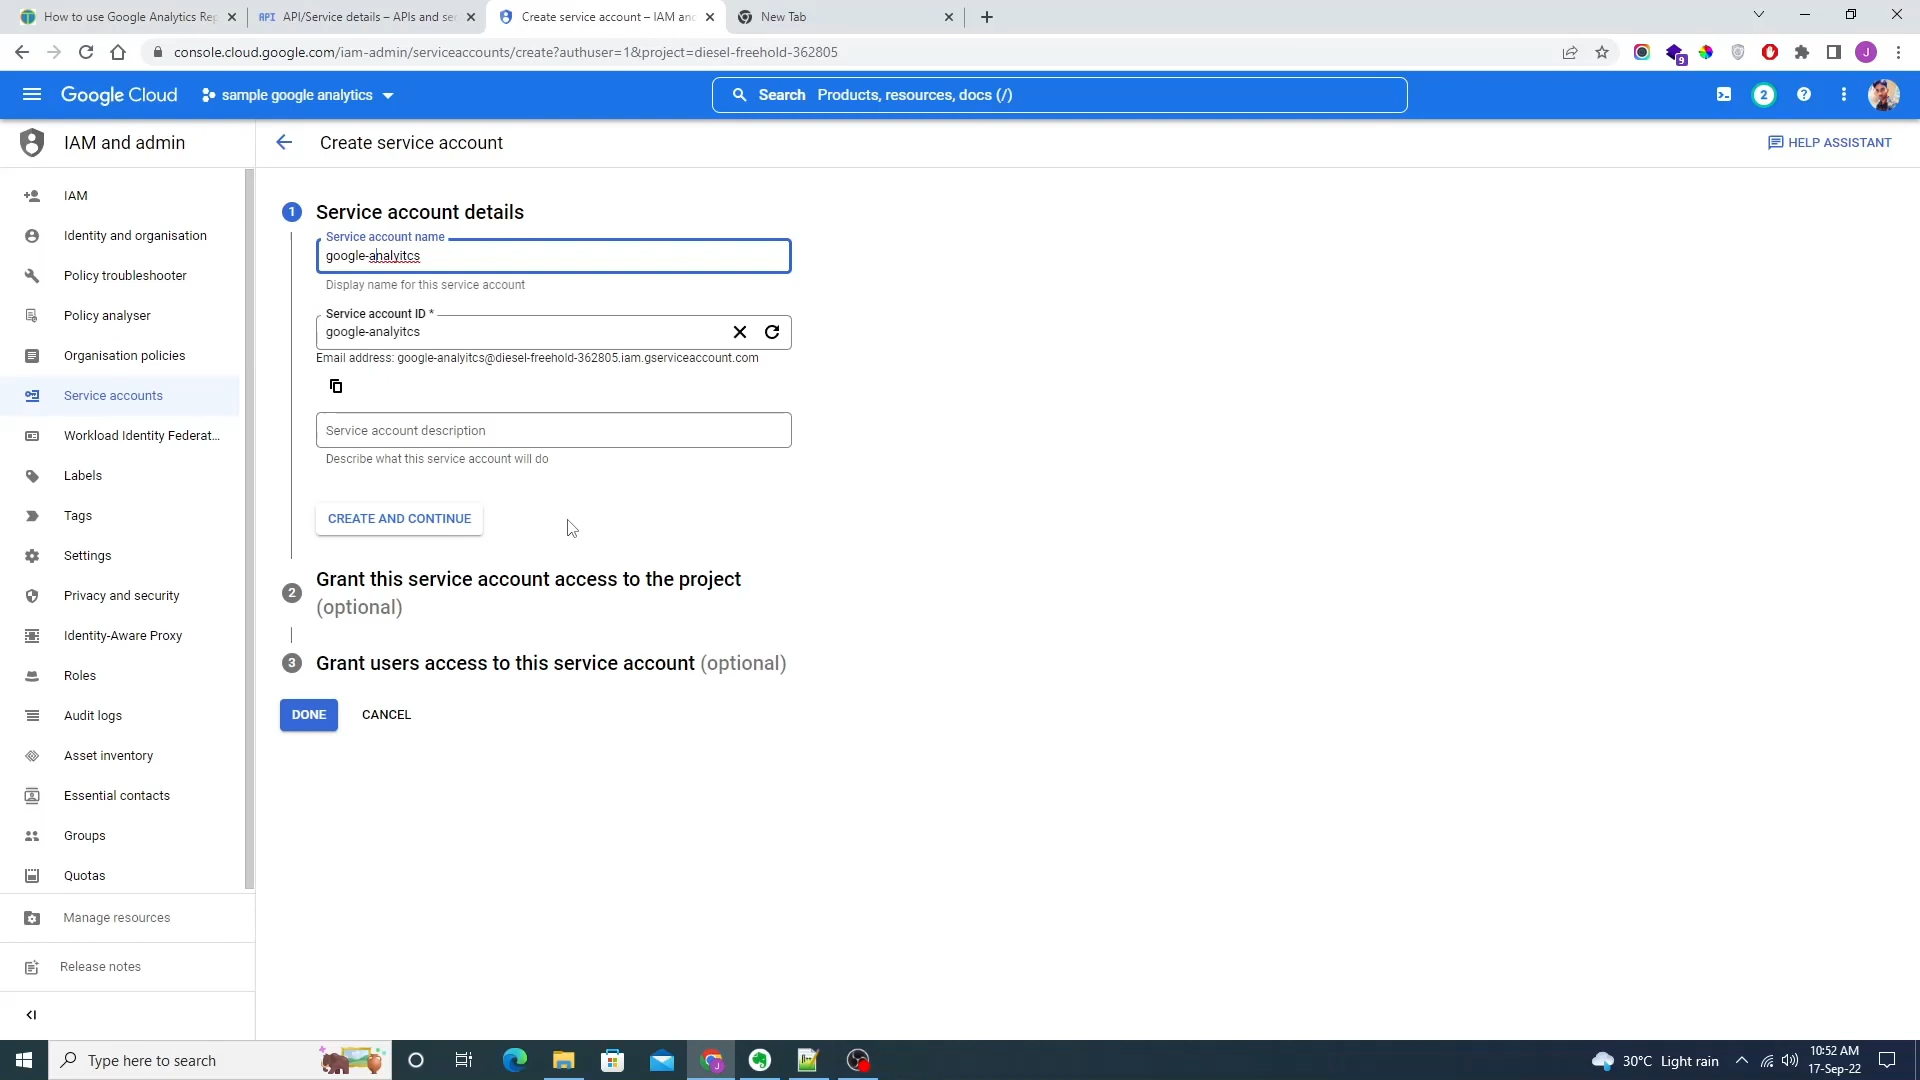 How to use Google Analytics Rep
API API/Service details – APIs and ser
Create service account – IAM and
New Tab
console.cloud.google.com/iam-admin/serviceaccounts/create?authuser=1&project=diesel-freehold-362805
9
J
Google Cloud
sample google analytics
Search Products, resources, docs (/)
2
IAM and admin
Create service account
HELP ASSISTANT
IAM
Identity and organisation
Policy troubleshooter
Policy analyser
Organisation policies
Service accounts
Workload Identity Federat...
Labels
Tags
Settings
Privacy and security
Identity-Aware Proxy
Roles
Audit logs
Asset inventory
Essential contacts
Groups
Quotas
Manage resources
Release notes
1 Service account details
Service account name
google-analyitcs
Display name for this service account
Service account ID *
google-analyitcs
Email address: google-analyitcs@diesel-freehold-362805.iam.gserviceaccount.com
Service account description
Describe what this service account will do
CREATE AND CONTINUE
2 Grant this service account access to the project
(optional)
3 Grant users access to this service account (optional)
DONE
CANCEL
Type here to search
30°C Light rain
10:52 AM
17-Sep-22